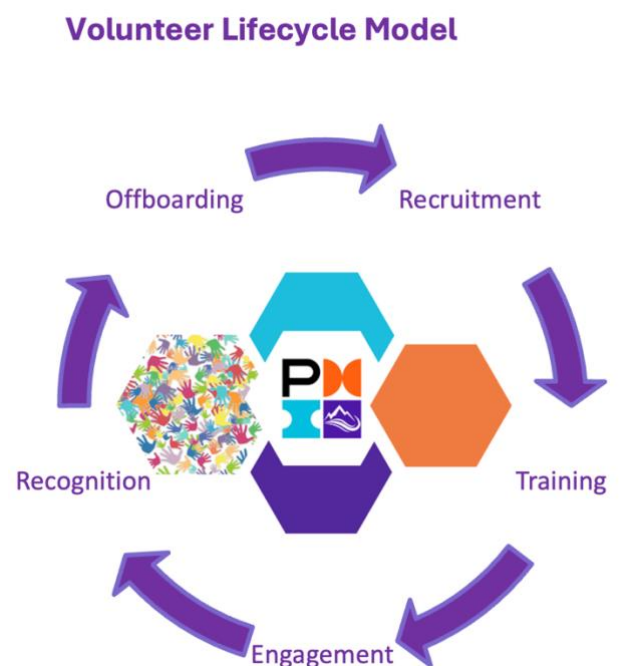 Volunteer Lifecycle Model
Offboarding
Recruitment
P
Recognition
Training
Engagement